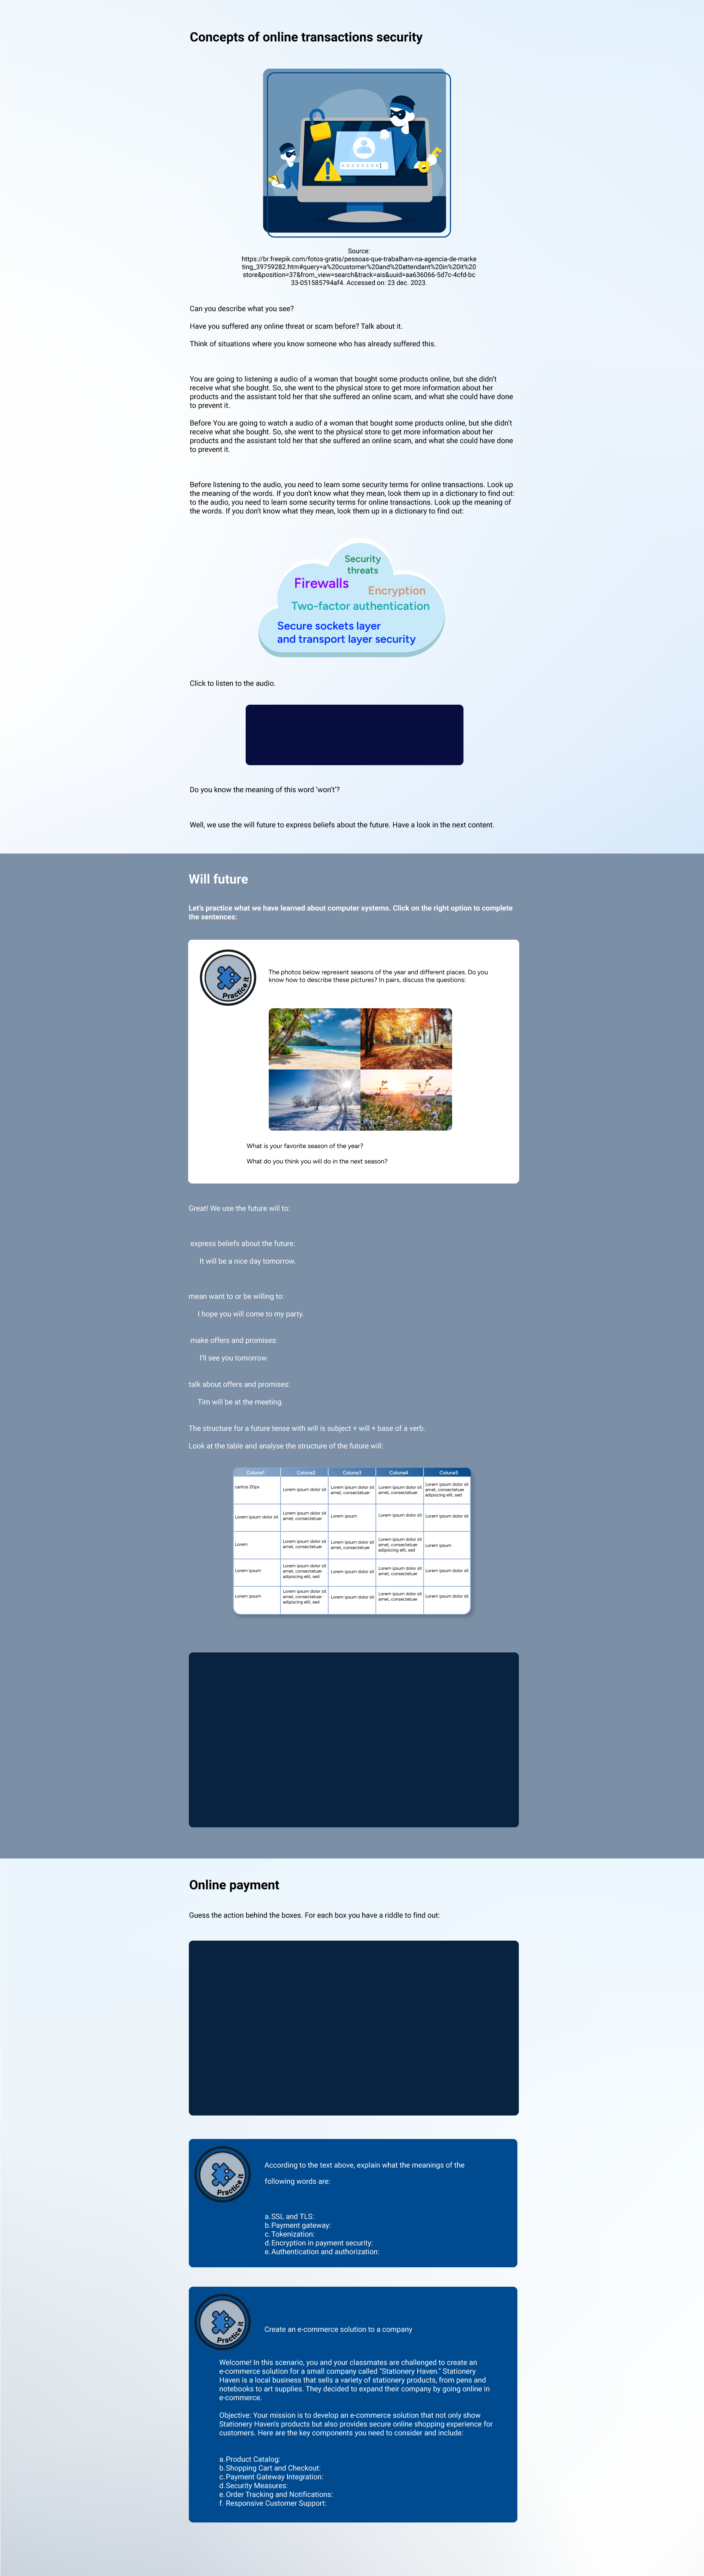 Concepts of online transactions security
Source:
https://br.freepik.com/fotos-gratis/pessoas-que-trabalham-na-agencia-de-marke
ting_39759282.htm#query=a%20customer%20and%20attendant%20in%20it%20
store&position=37&from_view=search&track=ais&uuid=aa636066-5d7c-4cfd-bc
33-051585794af4. Accessed on: 23 dec. 2023.
Can you describe what you see?
Have you suffered any online threat or scam before? Talk about it.
Think of situations where you know someone who has already suffered this.
You are going to listening a audio of a woman that bought some products online, but she didn't
receive what she bought. So, she went to the physical store to get more information about her
products and the assistant told her that she suffered an online scam, and what she could have done
to prevent it.
Before You are going to watch a audio of a woman that bought some products online, but she didn't
receive what she bought. So, she went to the physical store to get more information about her
products and the assistant told her that she suffered an online scam, and what she could have done
to prevent it.
Before listening to the audio, you need to learn some security terms for online transactions. Look up
the meaning of the words. If you don't know what they mean, look them up in a dictionary to find out:
to the audio, you need to learn some security terms for online transactions. Look up the meaning of
the words. If you don't know what they mean, look them up in a dictionary to find out:
Security
threats
Firewalls
Encryption
Two-factor authentication
Secure sockets layer
and transport layer security
Click to listen to the audio.
Do you know the meaning of this word 'won't'?
Well, we use the will future to express beliefs about the future. Have a look in the next content.
Will future
Let's practice what we have learned about computer systems. Click on the right option to complete
the sentences:
Practice it
The photos below represent seasons of the year and different places. Do you
know how to describe these pictures? In pairs, discuss the questions:
What is your favorite season of the year?
What do you think you will do in the next season?
Great! We use the future will to:
express beliefs about the future:
It will be a nice day tomorrow.
mean want to or be willing to:
I hope you will come to my party.
make offers and promises:
I'll see you tomorrow.
talk about offers and promises:
Tim will be at the meeting.
The structure for a future tense with will is subject + will + base of a verb.
Look at the table and analyse the structure of the future will:
Coluna1 Coluna2 Coluna3 Coluna4 Coluna5
cantos 20px Lorem ipsum dolor sit Lorem ipsum dolor sit amet, consectetuer Lorem ipsum dolor sit amet, consectetuer Lorem ipsum dolor sit amet, consectetuer adipiscing elit, sed
Lorem ipsum dolor sit Lorem ipsum dolor sit amet, consectetuer Lorem ipsum Lorem ipsum dolor sit Lorem ipsum dolor sit
Lorem Lorem ipsum dolor sit amet, consectetuer Lorem ipsum dolor sit amet, consectetuer Lorem ipsum dolor sit amet, consectetuer adipiscing elit, sed Lorem ipsum
Lorem ipsum Lorem ipsum dolor sit amet, consectetuer adipiscing elit, sed Lorem ipsum dolor sit Lorem ipsum dolor sit amet, consectetuer Lorem ipsum dolor sit
Lorem ipsum Lorem ipsum dolor sit amet, consectetuer adipiscing elit, sed Lorem ipsum dolor sit Lorem ipsum dolor sit amet, consectetuer Lorem ipsum dolor sit
Online payment
Guess the action behind the boxes. For each box you have a riddle to find out:
Practice it
According to the text above, explain what the meanings of the
following words are:
a. SSL and TLS:
b. Payment gateway:
c. Tokenization:
d. Encryption in payment security:
e. Authentication and authorization:
Practice it
Create an e-commerce solution to a company
Welcome! In this scenario, you and your classmates are challenged to create an
e-commerce solution for a small company called "Stationery Haven." Stationery
Haven is a local business that sells a variety of stationery products, from pens and
notebooks to art supplies. They decided to expand their company by going online in
e-commerce.
Objective: Your mission is to develop an e-commerce solution that not only show
Stationery Haven's products but also provides secure online shopping experience for
customers. Here are the key components you need to consider and include:
a. Product Catalog:
b. Shopping Cart and Checkout:
c. Payment Gateway Integration:
d. Security Measures:
e. Order Tracking and Notifications:
f. Responsive Customer Support: